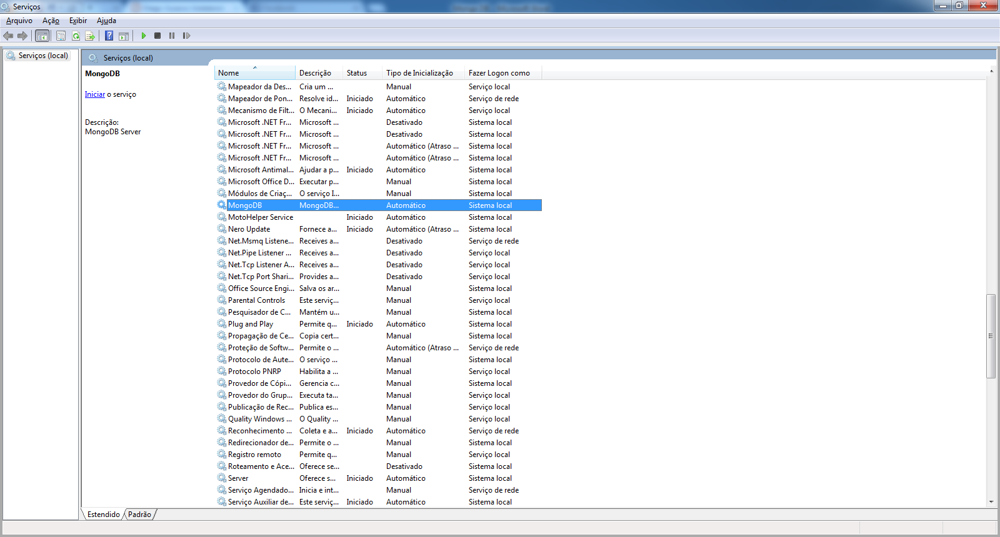 Serviços
Arquivo Ação Exibir Ajuda
Serviços (local)
Serviços (local)
MongoDB
Iniciar o serviço
Descrição:
MongoDB Server
Nome Descrição Status Tipo de Inicialização Fazer Logon como
Mapeador da Des... Cria um ... Manual Serviço local
Mapeador de Pon... Resolve id... Iniciado Automático Serviço de rede
Mecanismo de Filt... O Mecani... Iniciado Automático Serviço local
Microsoft .NET Fr... Microsoft ... Desativado Sistema local
Microsoft .NET Fr... Microsoft ... Desativado Sistema local
Microsoft .NET Fr... Microsoft ... Automático (Atraso ... Sistema local
Microsoft .NET Fr... Microsoft ... Automático (Atraso ... Sistema local
Microsoft Antimal... Ajudar a p... Iniciado Automático Sistema local
Microsoft Office D... Executar p... Manual Sistema local
Módulos de Criaç... O serviço I... Manual Sistema local
MongoDB MongoDB... Automático Sistema local
MotoHelper Service Iniciado Automático Sistema local
Nero Update Fornece a... Iniciado Automático (Atraso ... Sistema local
Net.Msmq Listene... Receives a... Desativado Serviço de rede
Net.Pipe Listener ... Receives a... Desativado Serviço local
Net.Tcp Listener A... Receives a... Desativado Serviço local
Net.Tcp Port Shari... Provides a... Desativado Serviço local
Office Source Engi... Salva os ar... Manual Sistema local
Parental Controls Este serviç... Manual Serviço local
Pesquisador de C... Mantém u... Manual Sistema local
Plug and Play Permite q... Iniciado Automático Sistema local
Propagação de Ce... Copia cert... Manual Sistema local
Proteção de Softw... Permite o ... Automático (Atraso ... Serviço de rede
Protocolo de Aute... O serviço ... Manual Sistema local
Protocolo PNRP Habilita a ... Manual Serviço local
Provedor de Cópi... Gerencia c... Manual Sistema local
Provedor do Grup... Executa ta... Manual Serviço local
Publicação de Rec... Publica es... Manual Serviço local
Quality Windows ... O Quality ... Manual Serviço local
Reconhecimento ... Coleta e a... Iniciado Automático Serviço de rede
Redirecionador de... Permite o ... Manual Sistema local
Registro remoto Permite q... Manual Serviço local
Roteamento e Ace... Oferece se... Desativado Sistema local
Server Oferece s... Iniciado Automático Sistema local
Serviço Agendado... Inicia e int... Manual Serviço de rede
Serviço Auxiliar de... Este serviç... Iniciado Automático Sistema local
Estendido Padrão